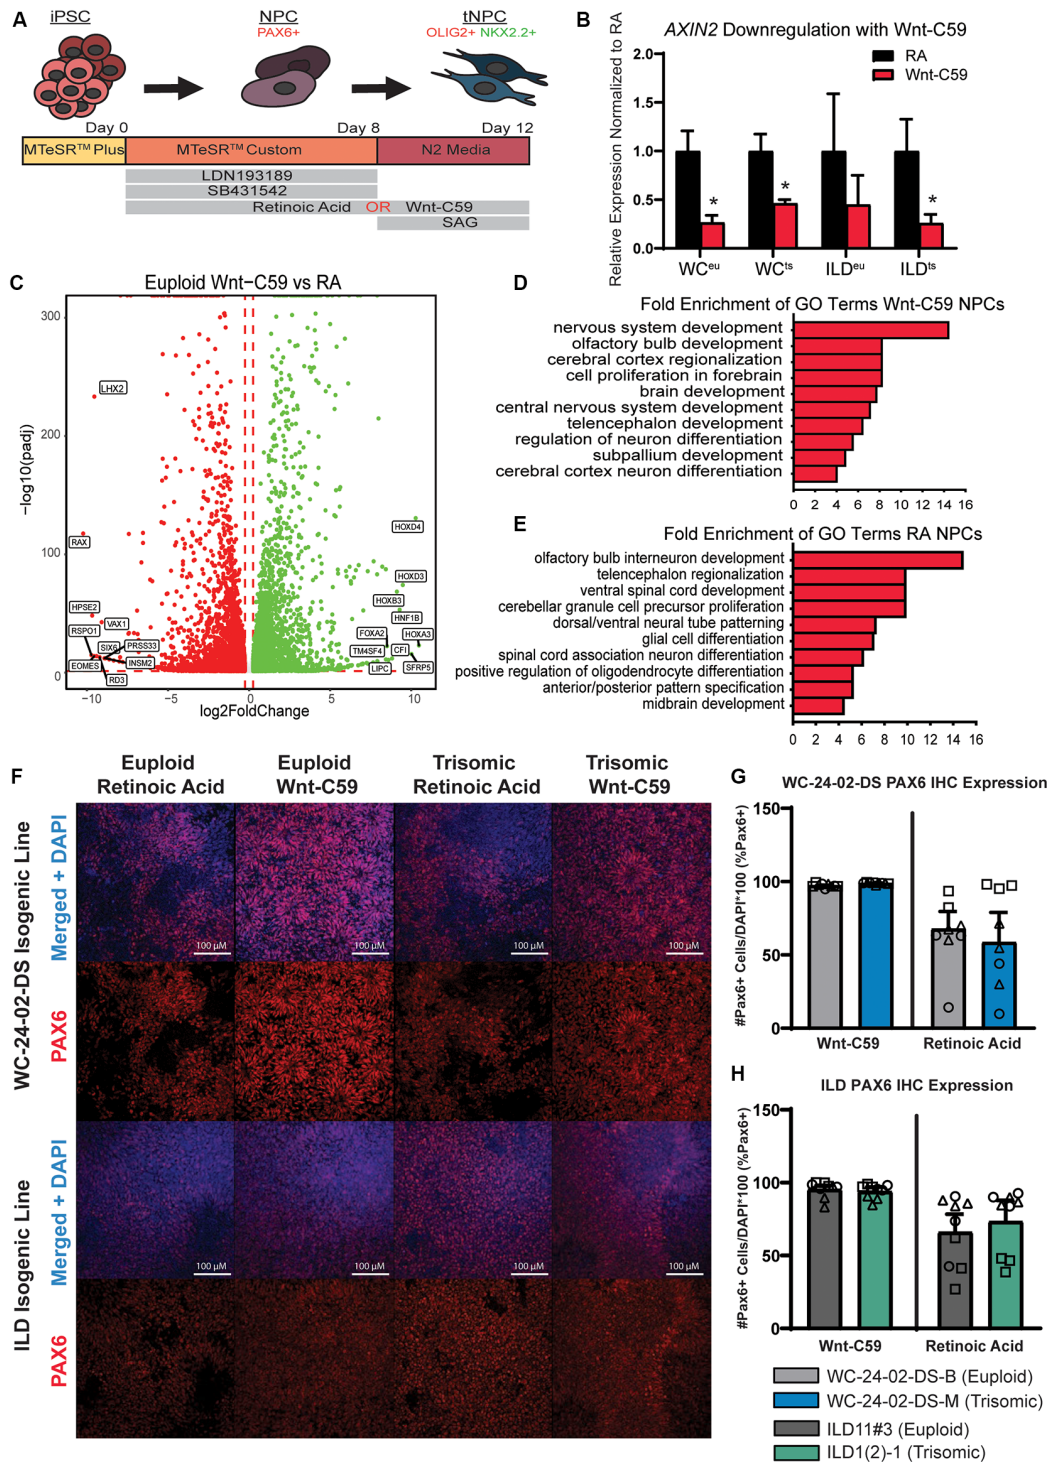 A
iPSC
NPC
tNPC
PAX6+
OLIG2+ NKX2.2+
Day 0
Day 8
Day 12
MTeSR™ Plus
MTeSR™ Custom
N2 Media
LDN193189
SB431542
Retinoic Acid OR Wnt-C59
SAG
B
AXIN2 Downregulation with Wnt-C59
Relative Expression Normalized to RA
2.0
1.5
1.0
0.5
0.0
RA
Wnt-C59
*
*
*
WCeu
WCts
ILDeu
ILDts
C
Euploid Wnt−C59 vs RA
−log10(padj)
300
200
100
0
LHX2
RAX
HPSE2
VAX1
RSPO1
SIX6
PRSS33
EOMES
INSM2
RD3
HOXD4
HOXD3
HOXB3
HNF1B
FOXA2
HOXA3
TM4SF4
CFI
LIPC
SFRP5
−10
−5
0
5
10
log2FoldChange
D
Fold Enrichment of GO Terms Wnt-C59 NPCs
nervous system development
olfactory bulb development
cerebral cortex regionalization
cell proliferation in forebrain
brain development
central nervous system development
telencephalon development
regulation of neuron differentiation
subpallium development
cerebral cortex neuron differentiation
0 2 4 6 8 10 12 14 16
E
Fold Enrichment of GO Terms RA NPCs
olfactory bulb interneuron development
telencephalon regionalization
ventral spinal cord development
cerebellar granule cell precursor proliferation
dorsal/ventral neural tube patterning
glial cell differentiation
spinal cord association neuron differentiation
positive regulation of oligodendrocyte differentiation
anterior/posterior pattern specification
midbrain development
0 2 4 6 8 10 12 14 16
F
Euploid
Retinoic Acid
Euploid
Wnt-C59
Trisomic
Retinoic Acid
Trisomic
Wnt-C59
WC-24-02-DS Isogenic Line
Merged + DAPI
100 µM
100 µM
100 µM
100 µM
PAX6
ILD Isogenic Line
Merged + DAPI
100 µM
100 µM
100 µM
100 µM
PAX6
G
WC-24-02-DS PAX6 IHC Expression
#Pax6+ Cells/DAPI*100 (%Pax6+)
150
100
50
0
Wnt-C59
Retinoic Acid
H
ILD PAX6 IHC Expression
#Pax6+ Cells/DAPI*100 (%Pax6+)
150
100
50
0
Wnt-C59
Retinoic Acid
WC-24-02-DS-B (Euploid)
WC-24-02-DS-M (Trisomic)
ILD11#3 (Euploid)
ILD1(2)-1 (Trisomic)